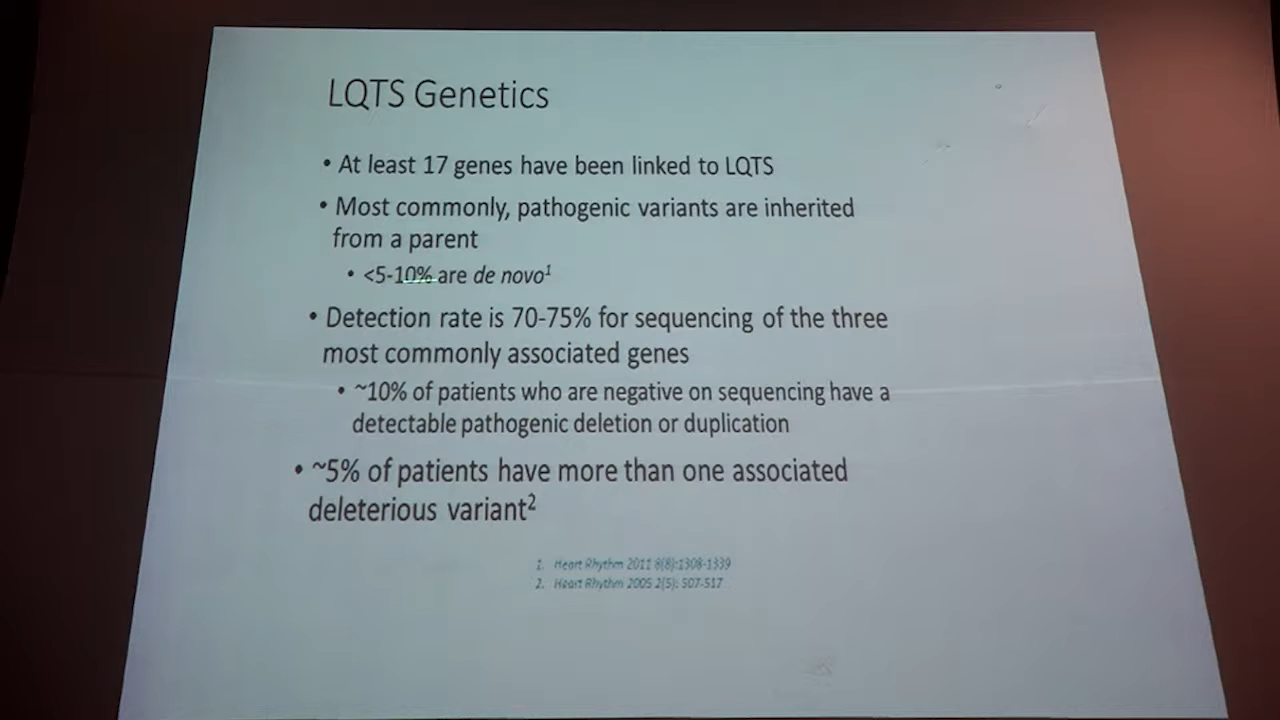 LQTS Genetics
• At least 17 genes have been linked to LQTS
• Most commonly, pathogenic variants are inherited
from a parent
• <5-10% are de novo¹
• Detection rate is 70-75% for sequencing of the three
most commonly associated genes
• ~10% of patients who are negative on sequencing have a
detectable pathogenic deletion or duplication
• ~5% of patients have more than one associated
deleterious variant²
1. Heart Rhythm 2011 8(8):1308-1339
2. Heart Rhythm 2005 2(5): 507-517